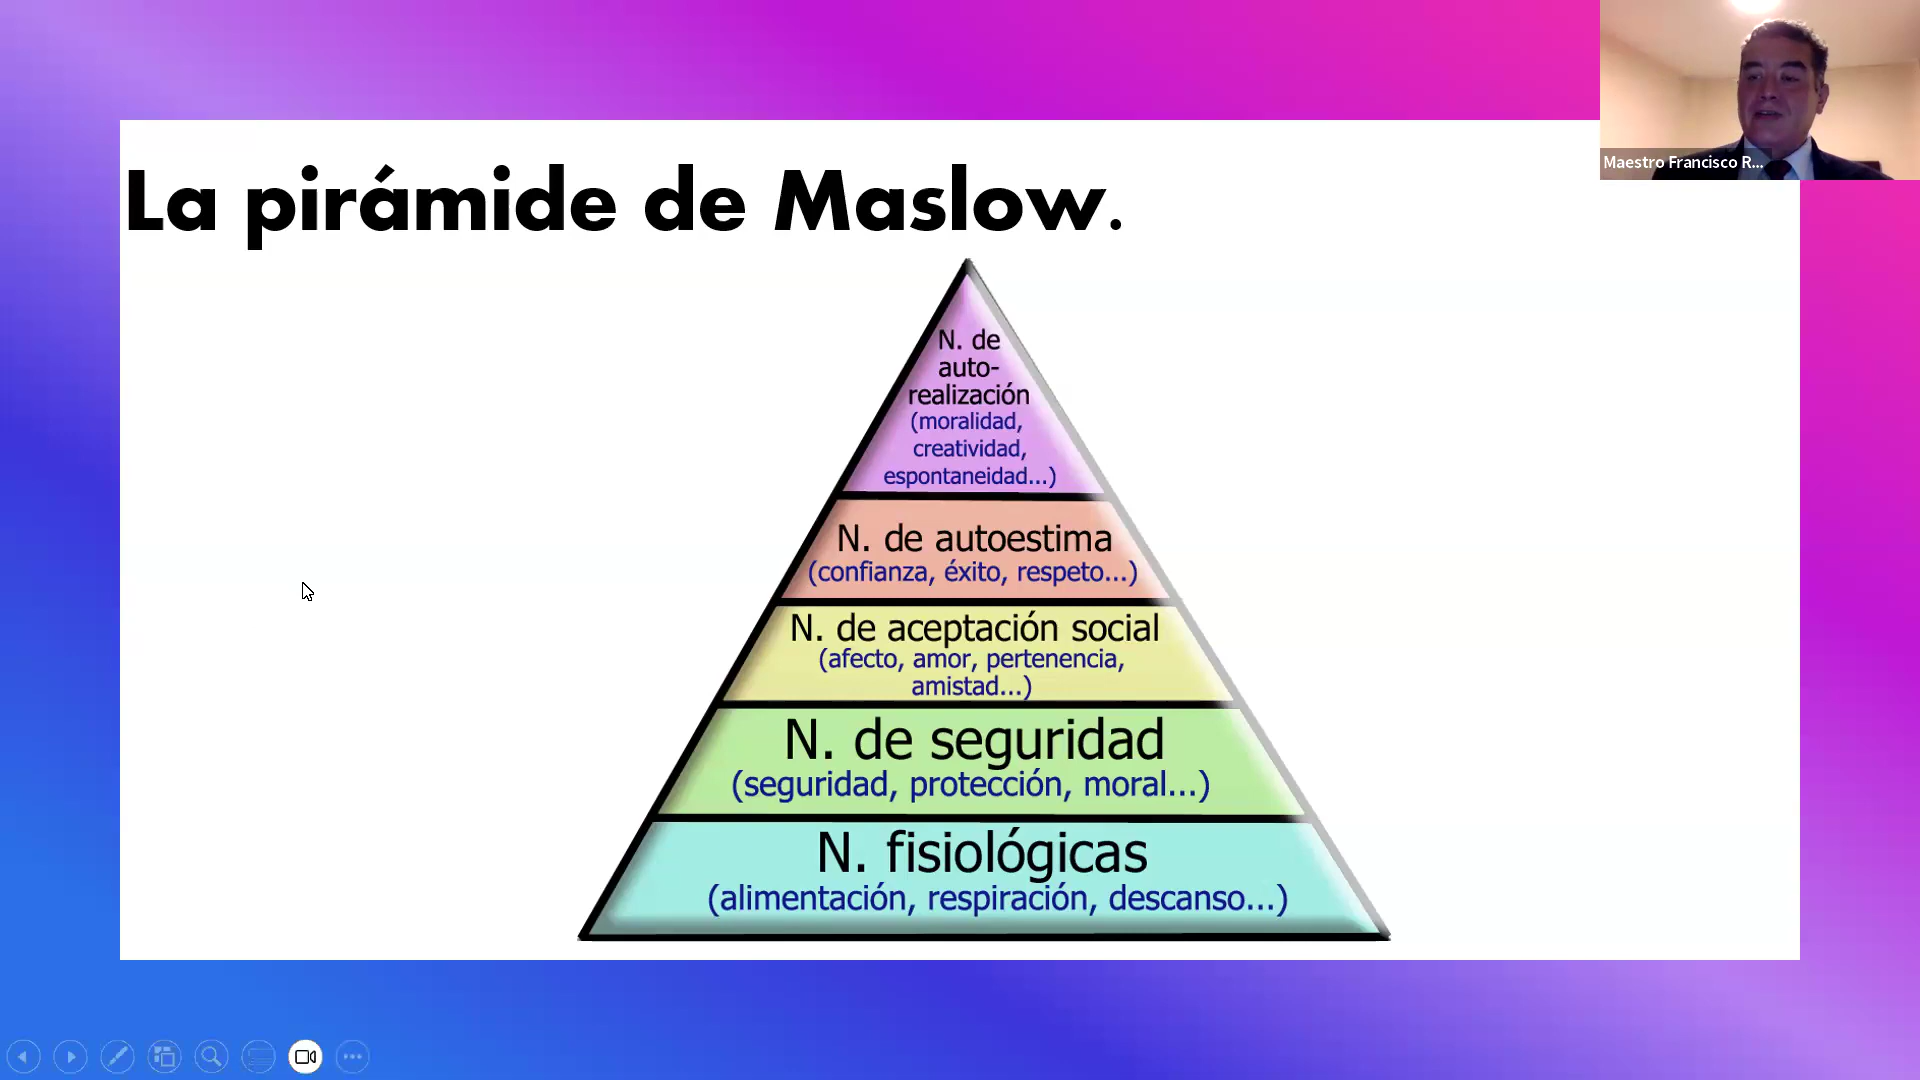 Maestro Francisco R...
La pirámide de Maslow.
N. de
auto-
realización
(moralidad,
creatividad,
espontaneidad...)
N. de autoestima
(confianza, éxito, respeto...)
N. de aceptación social
(afecto, amor, pertenencia,
amistad...)
N. de seguridad
(seguridad, protección, moral...)
N. fisiológicas
(alimentación, respiración, descanso...)